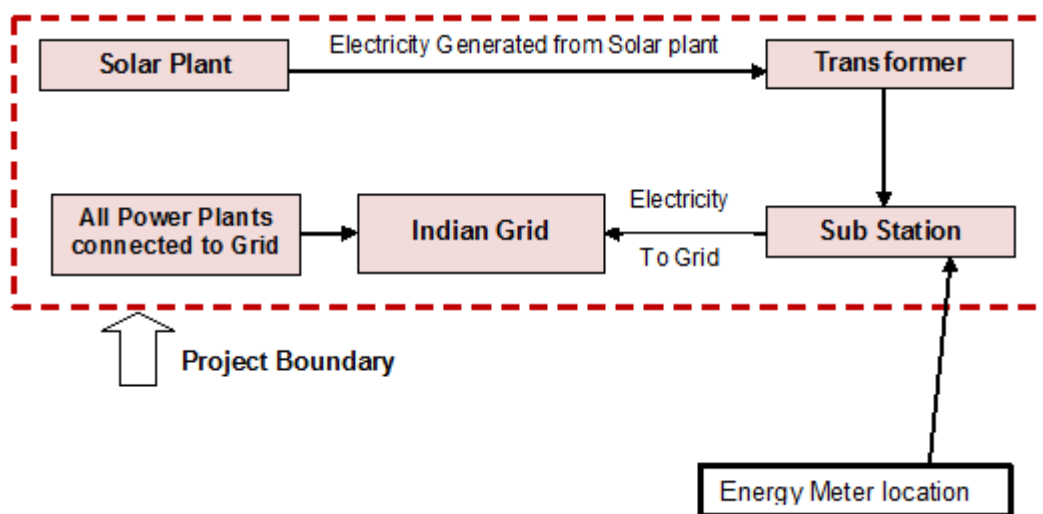 Electricity Generated from Solar plant
Solar Plant
Transformer
All Power Plants
connected to Grid
Indian Grid
Electricity
To Grid
Sub Station
Project Boundary
Energy Meter location